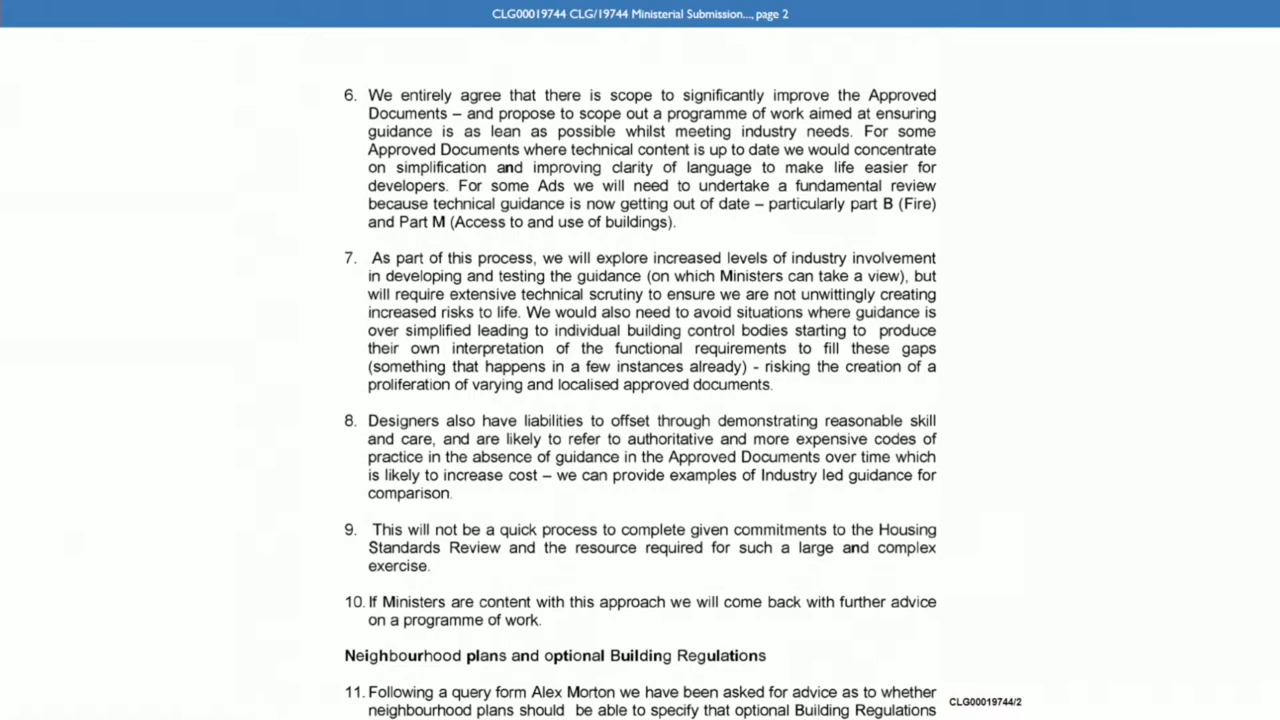 CLG00019744 CLG/19744 Ministerial Submission..., page 2
6. We entirely agree that there is scope to significantly improve the Approved
Documents – and propose to scope out a programme of work aimed at ensuring
guidance is as lean as possible whilst meeting industry needs. For some
Approved Documents where technical content is up to date we would concentrate
on simplification and improving clarity of language to make life easier for
developers. For some Ads we will need to undertake a fundamental review
because technical guidance is now getting out of date – particularly part B (Fire)
and Part M (Access to and use of buildings).
7. As part of this process, we will explore increased levels of industry involvement
in developing and testing the guidance (on which Ministers can take a view), but
will require extensive technical scrutiny to ensure we are not unwittingly creating
increased risks to life. We would also need to avoid situations where guidance is
over simplified leading to individual building control bodies starting to produce
their own interpretation of the functional requirements to fill these gaps
(something that happens in a few instances already) - risking the creation of a
proliferation of varying and localised approved documents.
8. Designers also have liabilities to offset through demonstrating reasonable skill
and care, and are likely to refer to authoritative and more expensive codes of
practice in the absence of guidance in the Approved Documents over time which
is likely to increase cost – we can provide examples of Industry led guidance for
comparison.
9. This will not be a quick process to complete given commitments to the Housing
Standards Review and the resource required for such a large and complex
exercise.
10. If Ministers are content with this approach we will come back with further advice
on a programme of work.
Neighbourhood plans and optional Building Regulations
11. Following a query form Alex Morton we have been asked for advice as to whether
neighbourhood plans should be able to specify that optional Building Regulations
CLG00019744/2